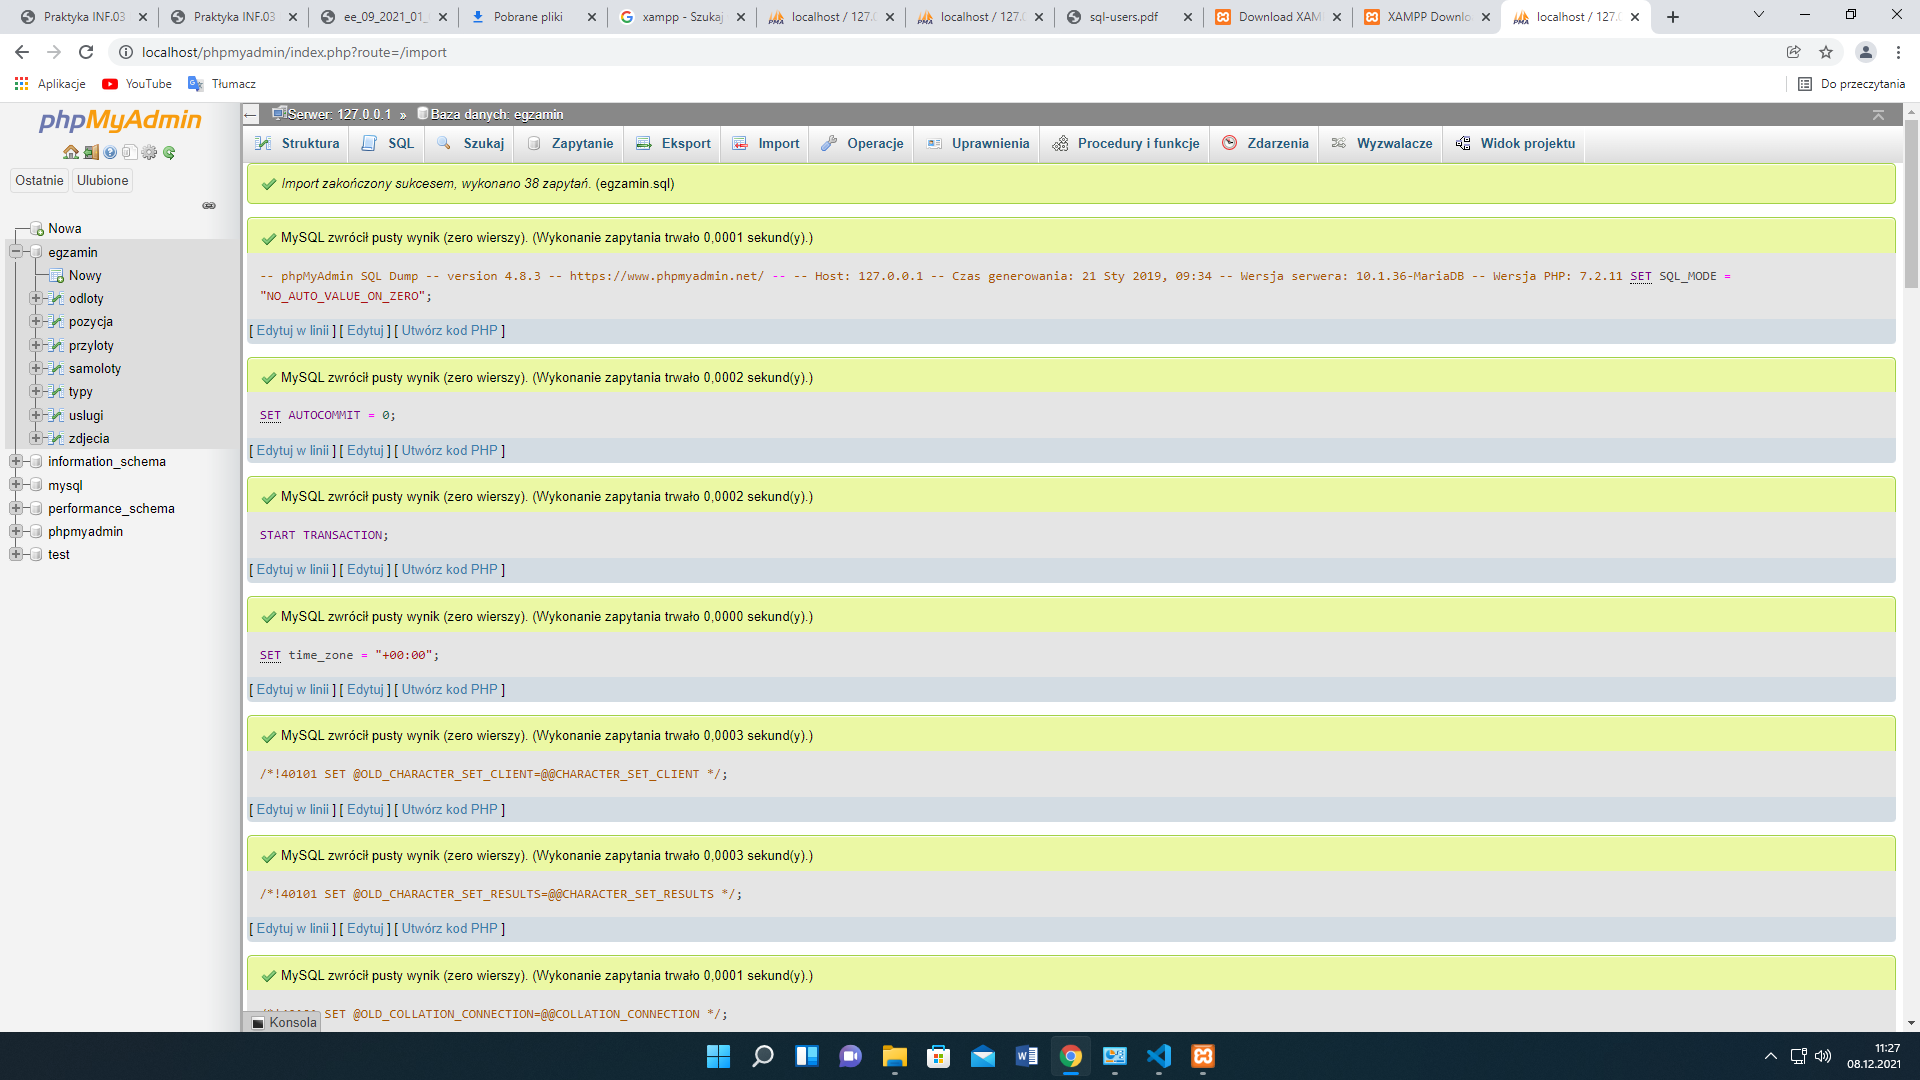 Praktyka INF.03
Praktyka INF.03
ee_09_2021_01_
Pobrane pliki
xampp - Szukaj
localhost / 127.0
localhost / 127.0
sql-users.pdf
Download XAM
XAMPP Downlo
localhost / 127.0
localhost/phpmyadmin/index.php?route=/import
Aplikacje
YouTube
Tłumacz
Do przeczytania
phpMyAdmin
Ostatnie
Ulubione
Nowa
egzamin
Nowy
odloty
pozycja
przyloty
samoloty
typy
uslugi
zdjecia
information_schema
mysql
performance_schema
phpmyadmin
test
Serwer: 127.0.0.1 » Baza danych: egzamin
Struktura
SQL
Szukaj
Zapytanie
Eksport
Import
Operacje
Uprawnienia
Procedury i funkcje
Zdarzenia
Wyzwalacze
Widok projektu
Import zakończony sukcesem, wykonano 38 zapytań. (egzamin.sql)
MySQL zwrócił pusty wynik (zero wierszy). (Wykonanie zapytania trwało 0,0001 sekund(y).)
-- phpMyAdmin SQL Dump -- version 4.8.3 -- https://www.phpmyadmin.net/ -- -- Host: 127.0.0.1 -- Czas generowania: 21 Sty 2019, 09:34 -- Wersja serwera: 10.1.36-MariaDB -- Wersja PHP: 7.2.11 SET SQL_MODE =
"NO_AUTO_VALUE_ON_ZERO";
[ Edytuj w linii ] [ Edytuj ] [ Utwórz kod PHP ]
MySQL zwrócił pusty wynik (zero wierszy). (Wykonanie zapytania trwało 0,0002 sekund(y).)
SET AUTOCOMMIT = 0;
[ Edytuj w linii ] [ Edytuj ] [ Utwórz kod PHP ]
MySQL zwrócił pusty wynik (zero wierszy). (Wykonanie zapytania trwało 0,0002 sekund(y).)
START TRANSACTION;
[ Edytuj w linii ] [ Edytuj ] [ Utwórz kod PHP ]
MySQL zwrócił pusty wynik (zero wierszy). (Wykonanie zapytania trwało 0,0000 sekund(y).)
SET time_zone = "+00:00";
[ Edytuj w linii ] [ Edytuj ] [ Utwórz kod PHP ]
MySQL zwrócił pusty wynik (zero wierszy). (Wykonanie zapytania trwało 0,0003 sekund(y).)
/*!40101 SET @OLD_CHARACTER_SET_CLIENT=@@CHARACTER_SET_CLIENT */;
[ Edytuj w linii ] [ Edytuj ] [ Utwórz kod PHP ]
MySQL zwrócił pusty wynik (zero wierszy). (Wykonanie zapytania trwało 0,0003 sekund(y).)
/*!40101 SET @OLD_CHARACTER_SET_RESULTS=@@CHARACTER_SET_RESULTS */;
[ Edytuj w linii ] [ Edytuj ] [ Utwórz kod PHP ]
MySQL zwrócił pusty wynik (zero wierszy). (Wykonanie zapytania trwało 0,0001 sekund(y).)
SET @OLD_COLLATION_CONNECTION=@@COLLATION_CONNECTION */;
Konsola
11:27
08.12.2021